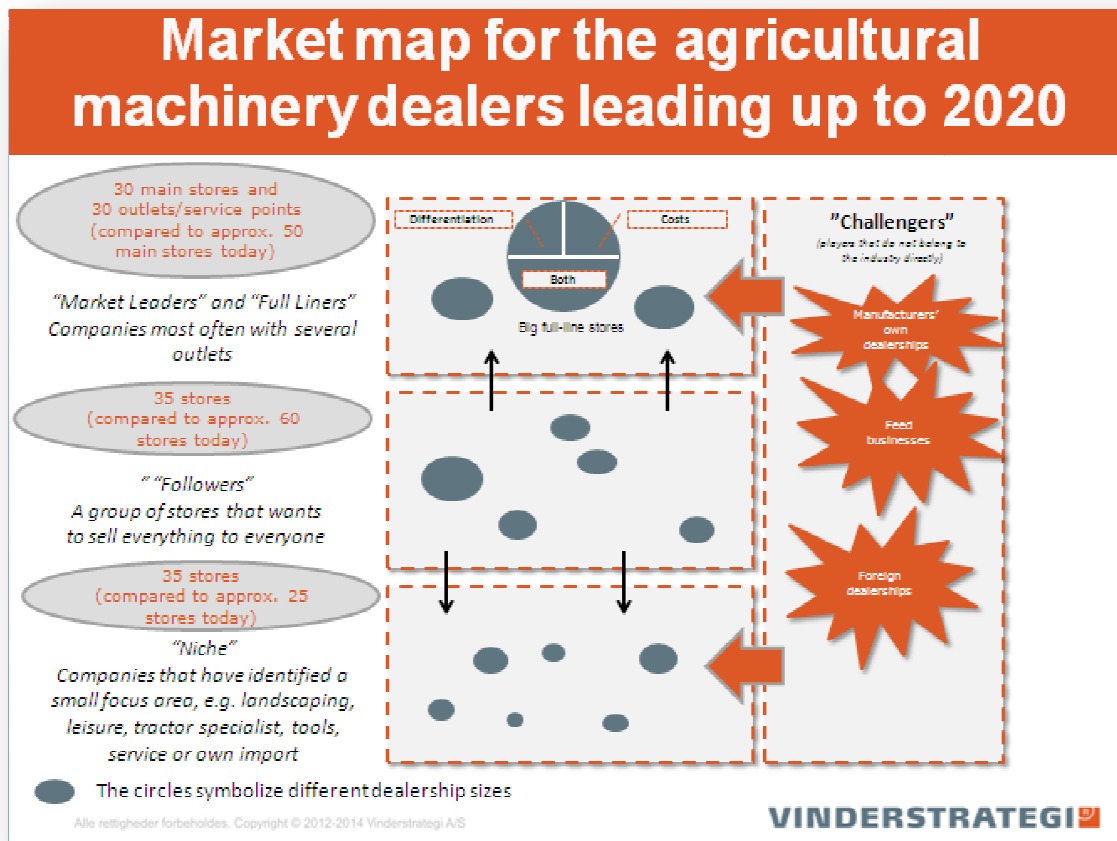 Market map for the agricultural
machinery dealers leading up to 2020
30 main stores and
30 outlets/service points
(compared to approx. 50
main stores today)
“Market Leaders” and “Full Liners”
Companies most often with several
outlets
35 stores
(compared to approx. 60
stores today)
” “Followers”
A group of stores that wants
to sell everything to everyone
35 stores
(compared to approx. 25
stores today)
“Niche”
Companies that have identified a
small focus area, e.g. landscaping,
leisure, tractor specialist, tools,
service or own import
Differentiation
Costs
Both
Big full-line stores
”Challengers”
(players that do not belong to
the industry directly)
Manufacturers’
own
dealerships
Feed
businesses
Foreign
dealerships
The circles symbolize different dealership sizes
Alle rettigheder forbeholdes. Copyright © 2012-2014 Vinderstrategi A/S
VINDERSTRATEGI